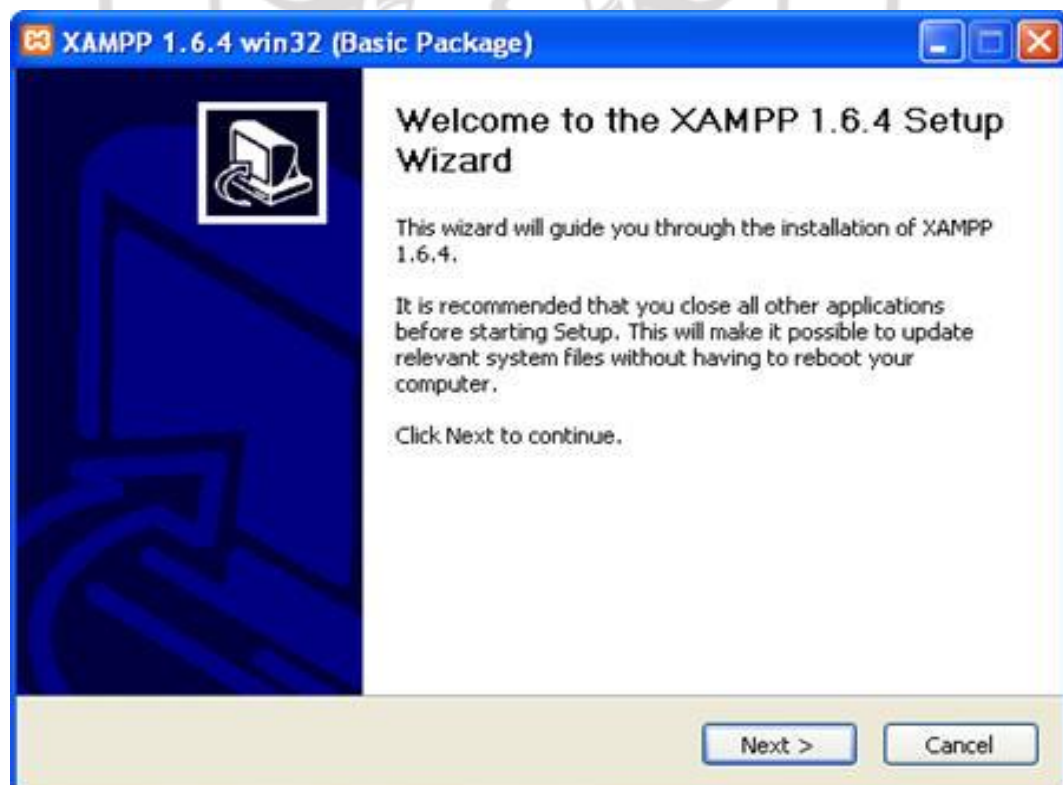 XAMPP 1.6.4 win32 (Basic Package)
Welcome to the XAMPP 1.6.4 Setup
Wizard
This wizard will guide you through the installation of XAMPP
1.6.4.
It is recommended that you close all other applications
before starting Setup. This will make it possible to update
relevant system files without having to reboot your
computer.
Click Next to continue.
Next >
Cancel